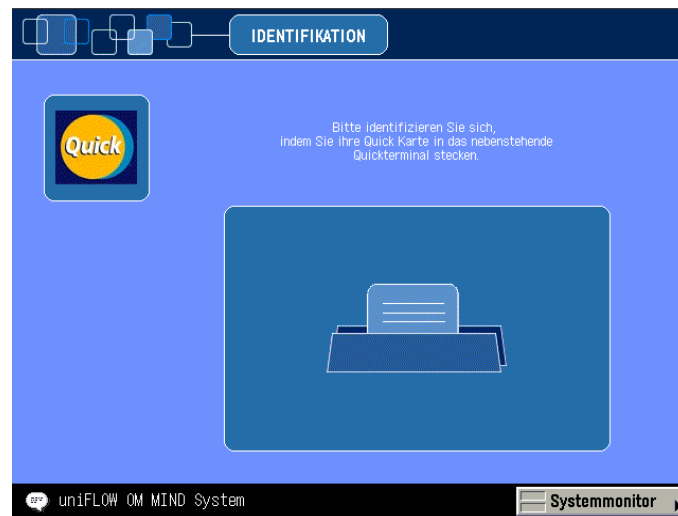 IDENTIFIKATION
Quick
Bitte identifizieren Sie sich,
indem Sie ihre Quick Karte in das nebenstehende
Quickterminal stecken.
uniFLOW OM MIND System
Systemmonitor